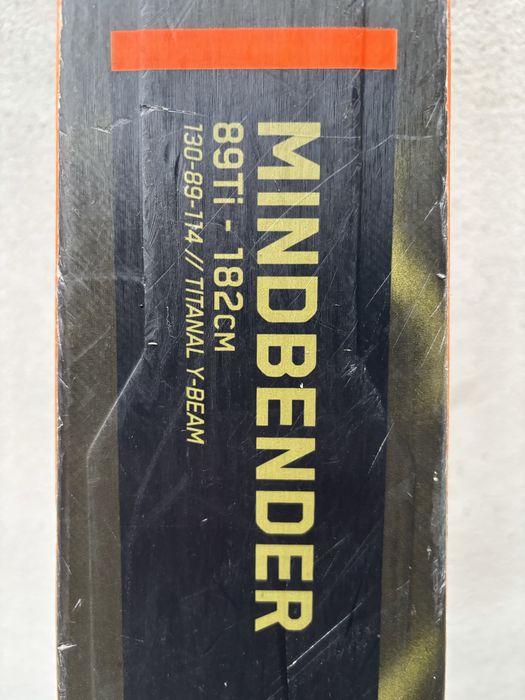 MINDBENDER
89Ti - 182CM
130-89-114 // TITANAL Y-BEAM